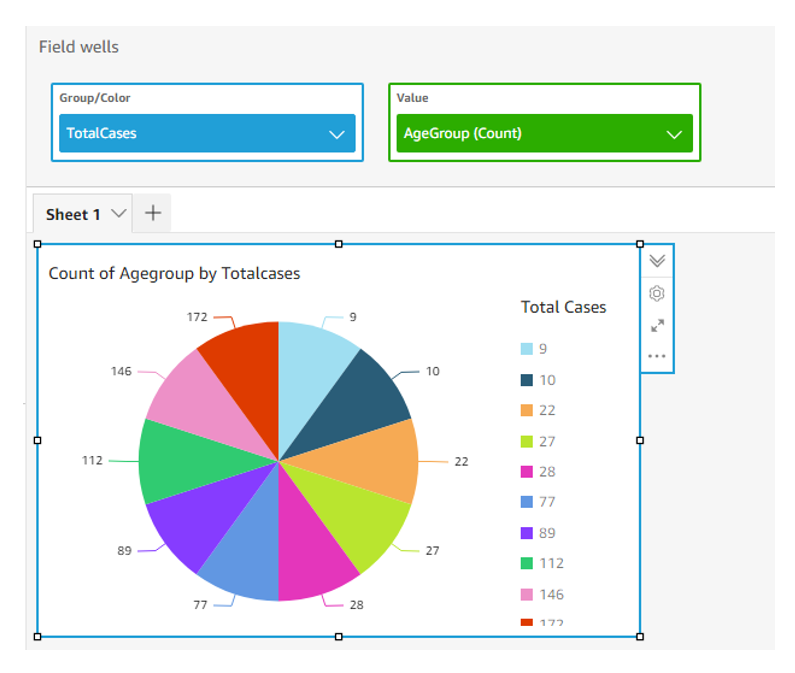 Field wells
Group/Color
Value
TotalCases
AgeGroup (Count)
Sheet 1
Count of Agegroup by Totalcases
Total Cases
172
9
146
10
112
22
89
27
77
28
9
10
22
27
28
77
89
112
146
172